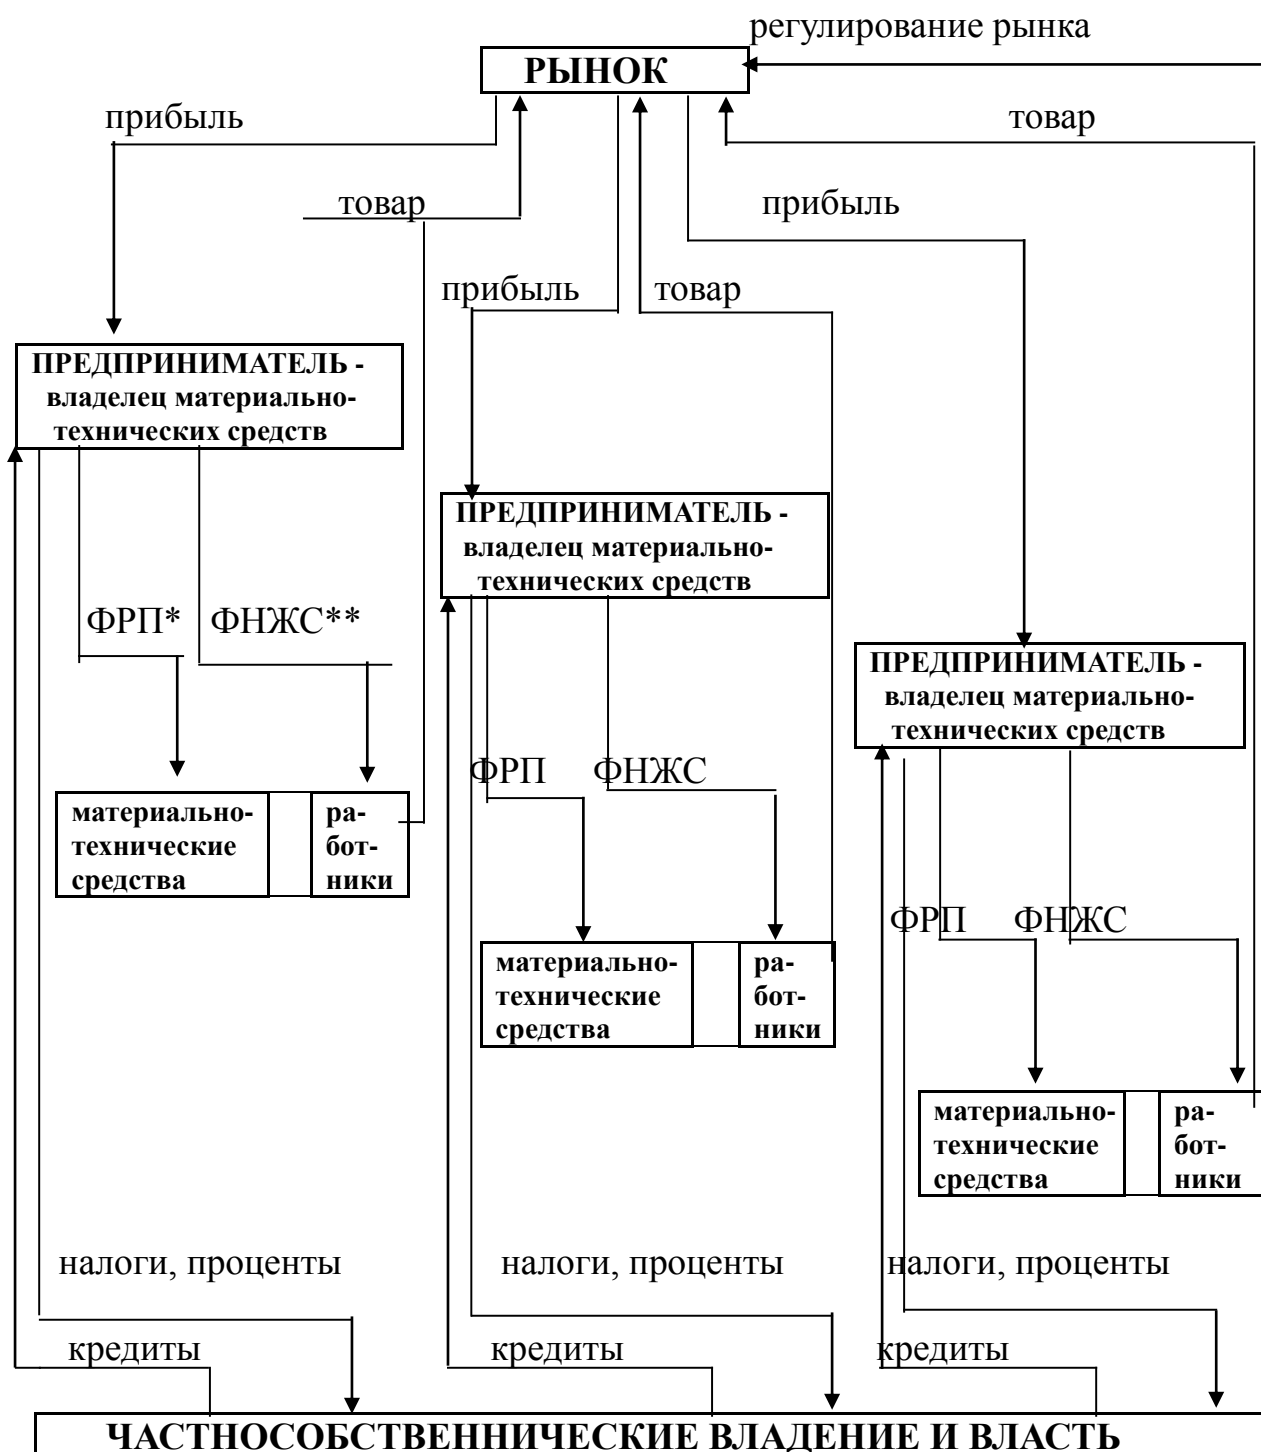 регулирование рынка
РЫНОК
прибыль
товар
товар
прибыль
прибыль
товар
ПРЕДПРИНИМАТЕЛЬ -
владелец материально-
технических средств
ПРЕДПРИНИМАТЕЛЬ -
владелец материально-
технических средств
ФРП*
ФНЖС**
ПРЕДПРИНИМАТЕЛЬ -
владелец материально-
технических средств
ФРП
ФНЖС
материально-
технические
средства
ра-
бот-
ники
ФРП
ФНЖС
материально-
технические
средства
ра-
бот-
ники
материально-
технические
средства
ра-
бот-
ники
налоги, проценты
налоги, проценты
налоги, проценты
кредиты
кредиты
кредиты
ЧАСТНОСОБСТВЕННИЧЕСКИЕ ВЛАДЕНИЕ И ВЛАСТЬ